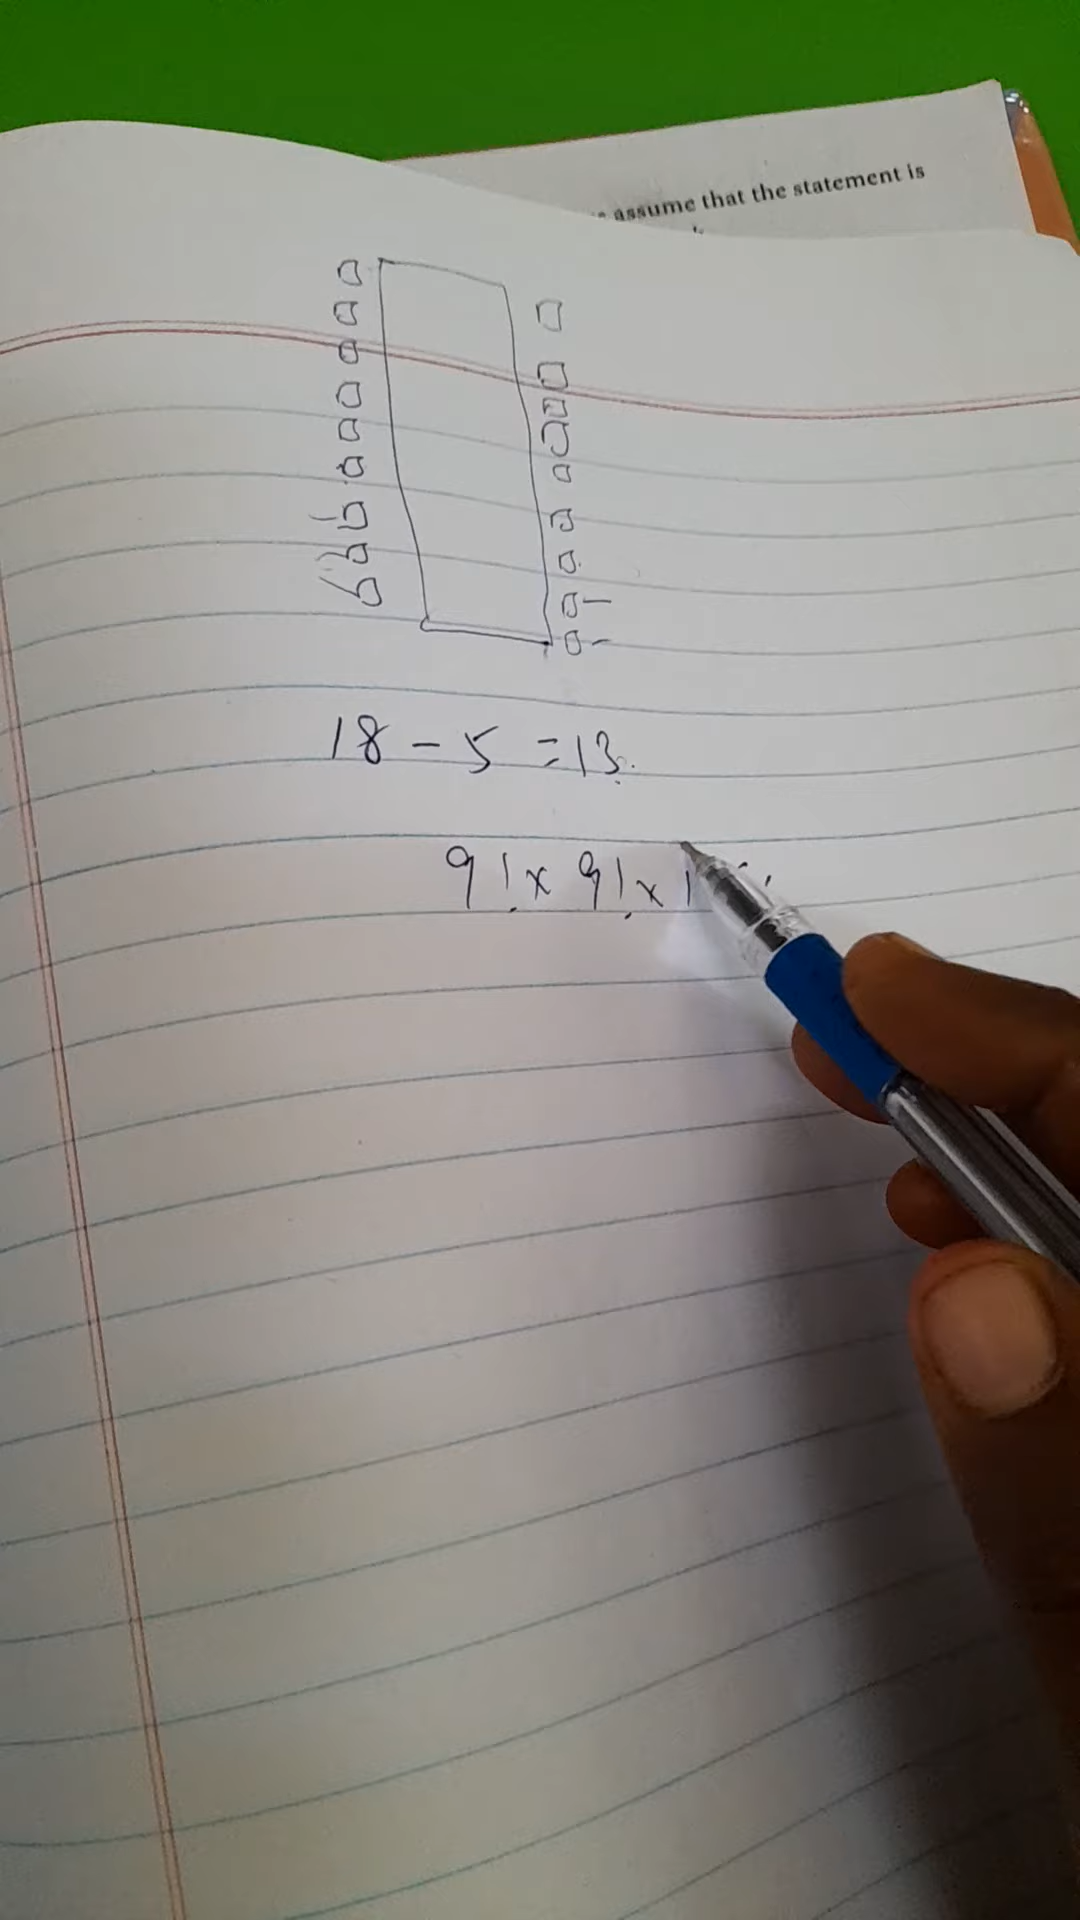 assume that the statement is
18 - 5 = 13.
9! x 9! x 1